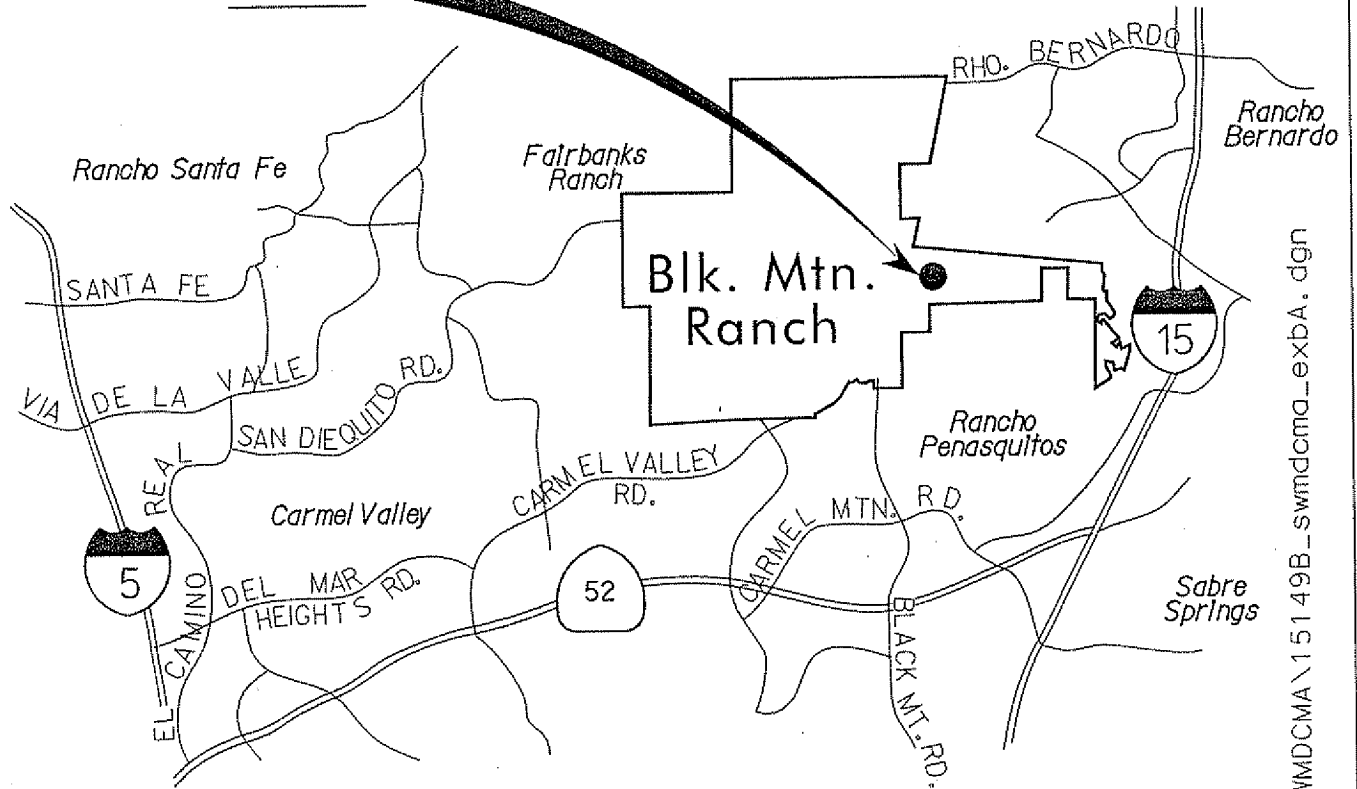 RHO. BERNARDO
Rancho
Bernardo
Rancho Santa Fe
Fairbanks
Ranch
SANTA FE
Blk. Mtn.
Ranch
15
VIA DE LA VALLE
SAN DIEQUITO RD.
Rancho
Penasquitos
CARMEL VALLEY
RD.
EL CAMINO REAL
Carmel Valley
CARMEL MTN. RD.
5
DEL MAR
HEIGHTS RD.
52
Sabre
Springs
BLACK MT. RD.
WMDCMA\15149B_swmdcma_exbA.dgn